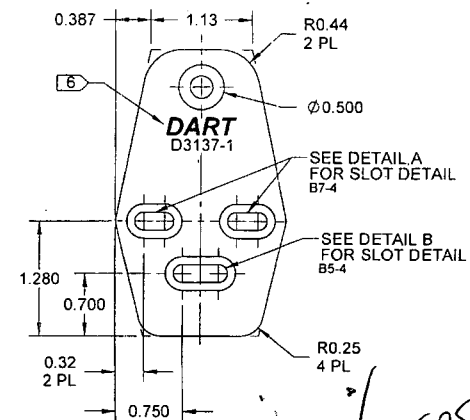 0.387
1.13
R0.44
2 PL
6
Ø0.500
DART
D3137-1
SEE DETAIL A
FOR SLOT DETAIL
B7-4
SEE DETAIL B
FOR SLOT DETAIL
B5-4
1.280
0.700
0.32
2 PL
R0.25
4 PL
0.750